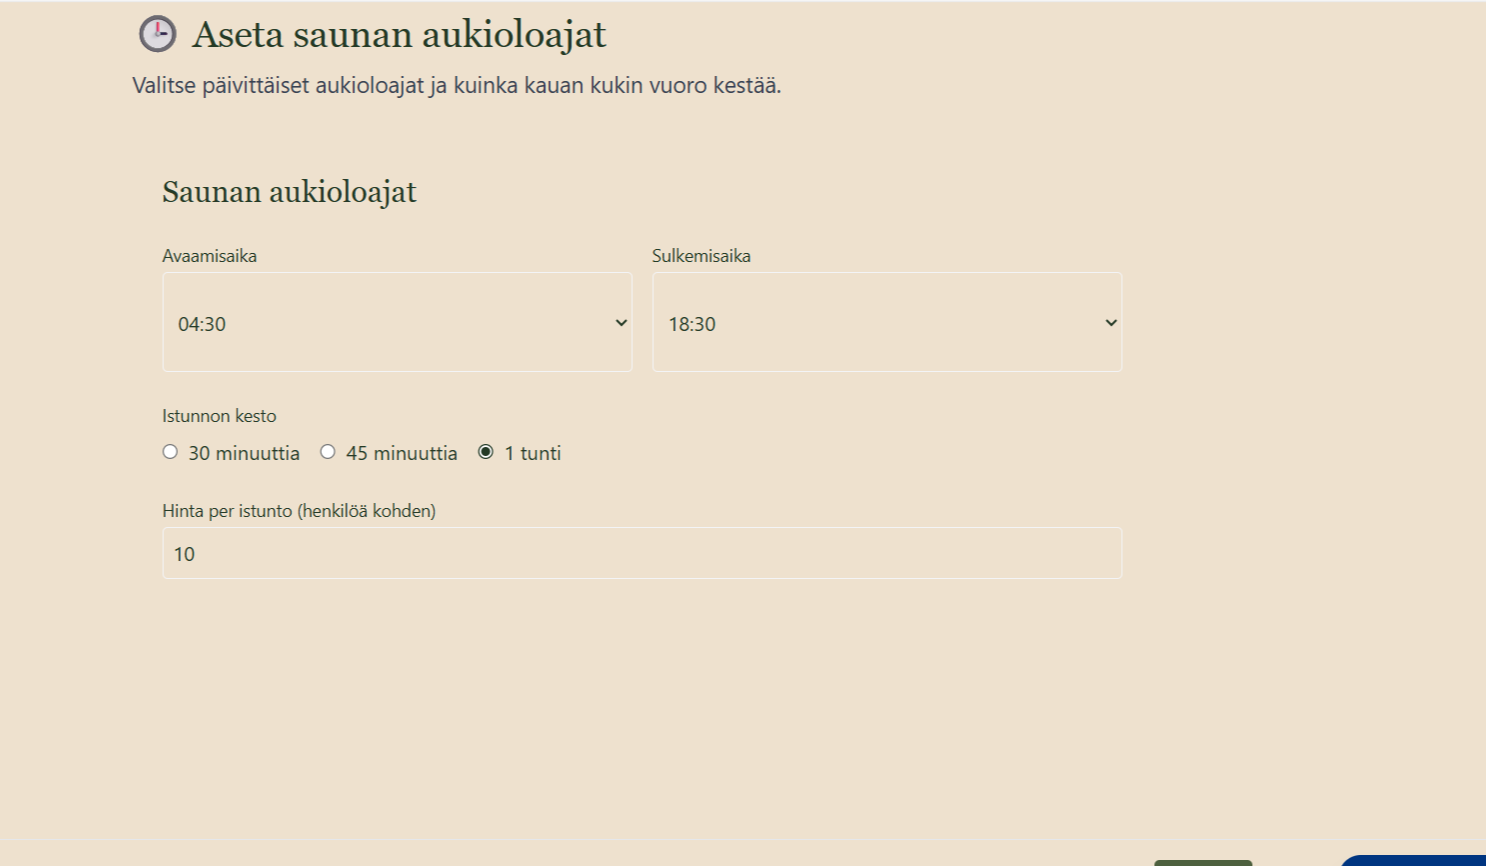 Aseta saunan aukioloajat
Valitse päivittäiset aukioloajat ja kuinka kauan kukin vuoro kestää.
Saunan aukioloajat
Avaamisaika
Sulkemisaika
04:30
18:30
Istunnon kesto
30 minuuttia
45 minuuttia
1 tunti
Hinta per istunto (henkilöä kohden)
10